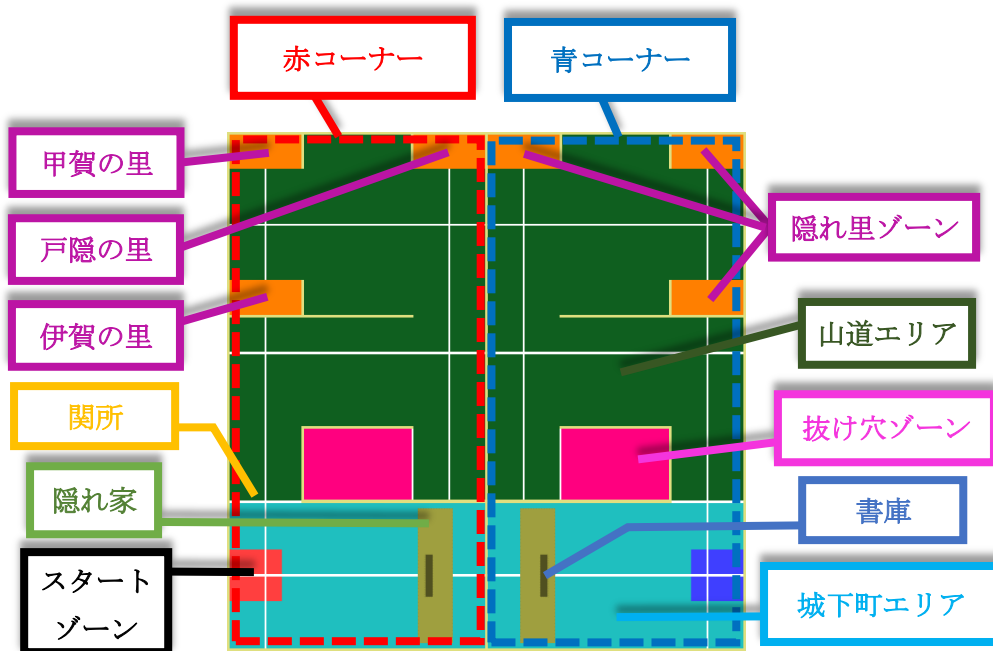 赤コーナー
青コーナー
甲賀の里
戸隠の里
隠れ里ゾーン
伊賀の里
山道エリア
関所
抜け穴ゾーン
隠れ家
書庫
スタート
ゾーン
城下町エリア